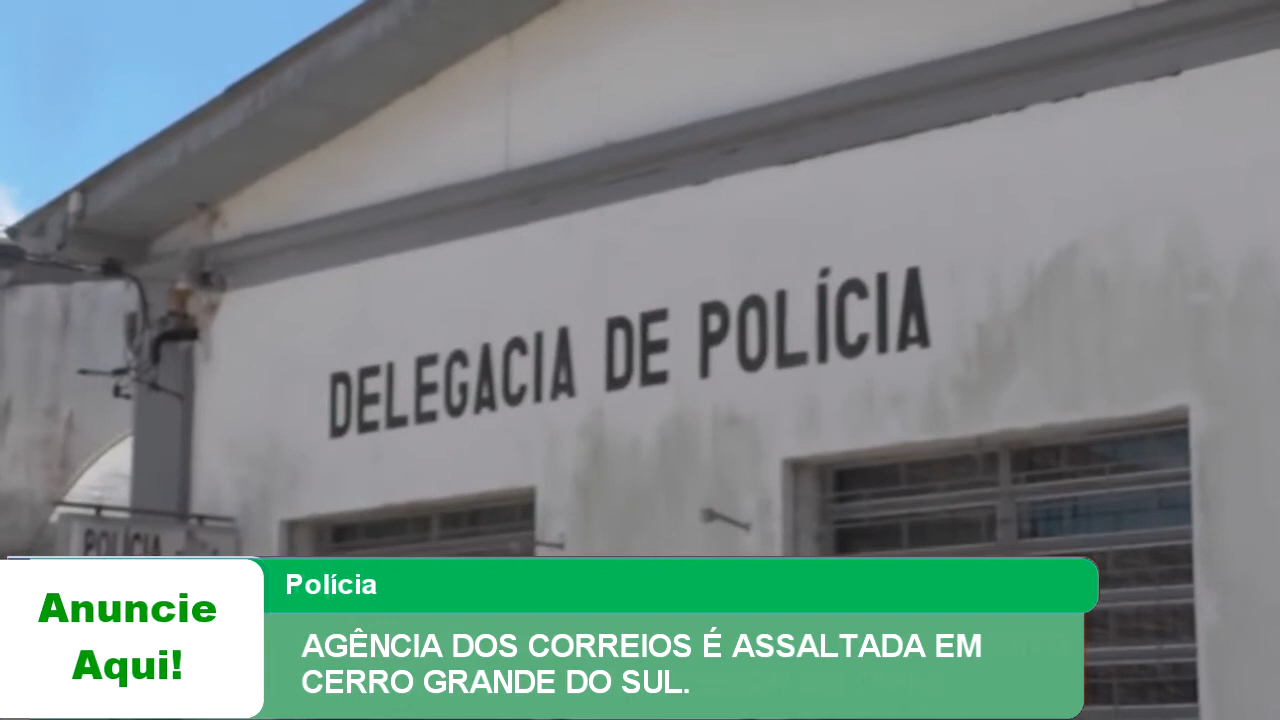 DELEGACIA DE POLÍCIA
POLÍCIA
Polícia
Anuncie
Aqui!
AGÊNCIA DOS CORREIOS É ASSALTADA EM
CERRO GRANDE DO SUL.